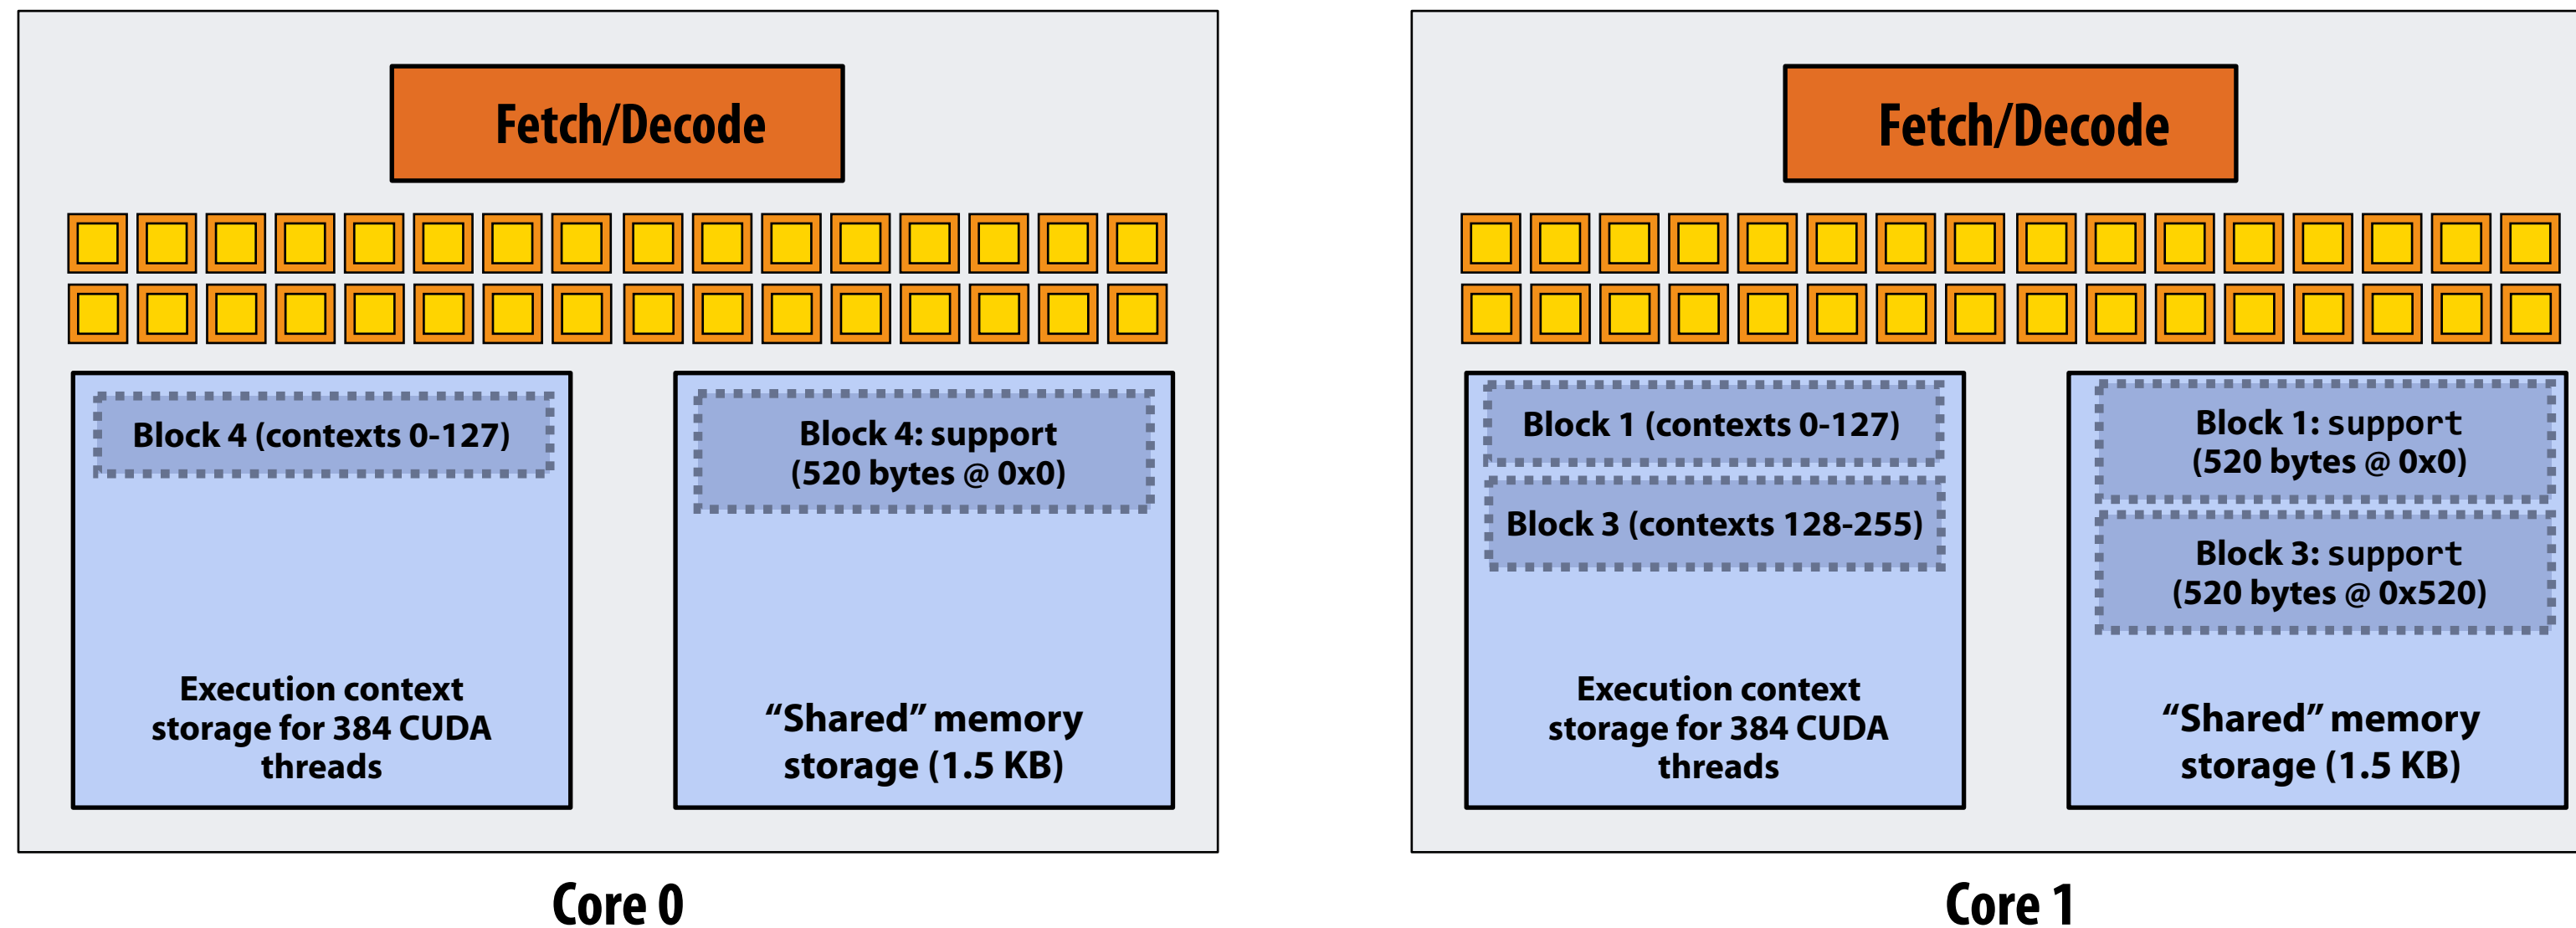 Fetch/Decode
Block 4 (contexts 0-127)
Block 4: support
(520 bytes @ 0x0)
Execution context
storage for 384 CUDA
threads
“Shared” memory
storage (1.5 KB)
Core 0
Fetch/Decode
Block 1 (contexts 0-127)
Block 3 (contexts 128-255)
Block 1: support
(520 bytes @ 0x0)
Block 3: support
(520 bytes @ 0x520)
Execution context
storage for 384 CUDA
threads
“Shared” memory
storage (1.5 KB)
Core 1